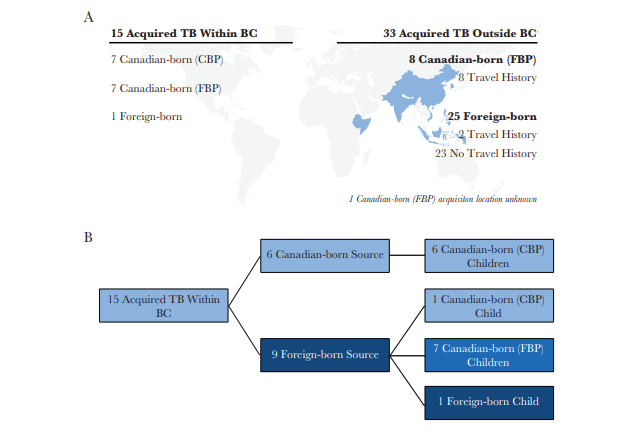 A
15 Acquired TB Within BC
33 Acquired TB Outside BC
7 Canadian-born (CBP)
8 Canadian-born (FBP)
8 Travel History
7 Canadian-born (FBP)
1 Foreign-born
25 Foreign-born
2 Travel History
23 No Travel History
1 Canadian-born (FBP) acquisiton location unknown
B
6 Canadian-born Source
6 Canadian-born (CBP)
Children
15 Acquired TB Within
BC
1 Canadian-born (CBP)
Child
9 Foreign-born Source
7 Canadian-born (FBP)
Children
1 Foreign-born Child